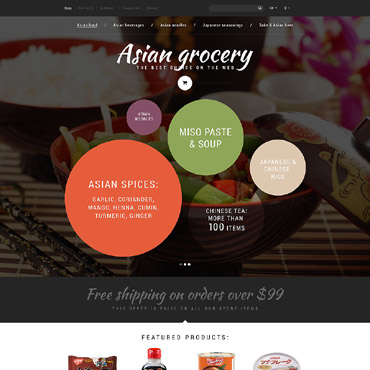 Asian food / Asian beverages / Asian noodles / Japanese seasonings / Sake & Asian beer
Asian grocery
THE BEST CHOICE ON THE WEB
ASIAN
NOODLES
MISO PASTE
& SOUP
JAPANESE &
CHINESE
RICE
ASIAN SPICES:
GARLIC, CORIANDER,
MANGO, HENNA, CUMIN,
TURMERIC, GINGER
CHINESE TEA:
MORE THAN
100 ITEMS
Free shipping on orders over $99
THIS OFFER IS VALID ON ALL OUR STORE ITEMS
FEATURED PRODUCTS: